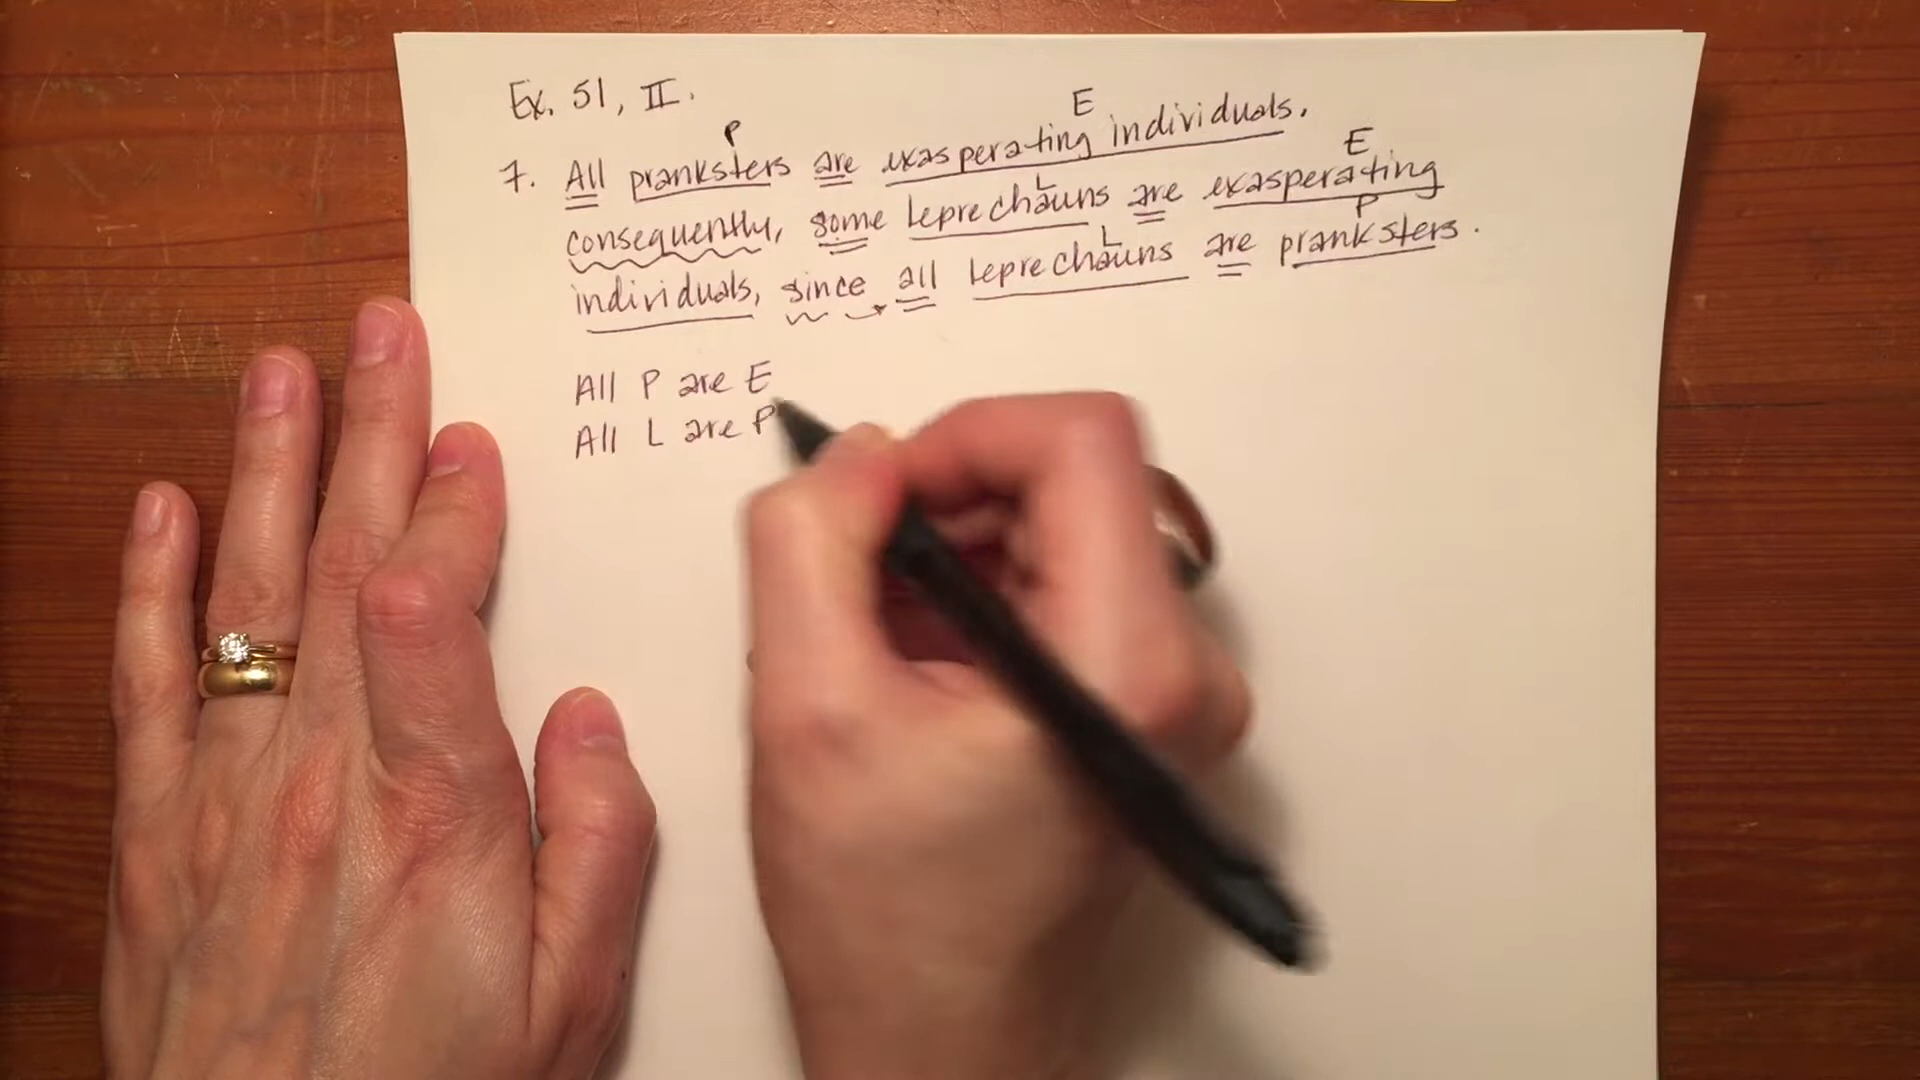 Ex. 51, II.
P E
7. All pranksters are exasperating individuals.
L E
consequently, some leprechauns are exasperating
L P
individuals, since all leprechauns are pranksters.
All P are E
All L are P